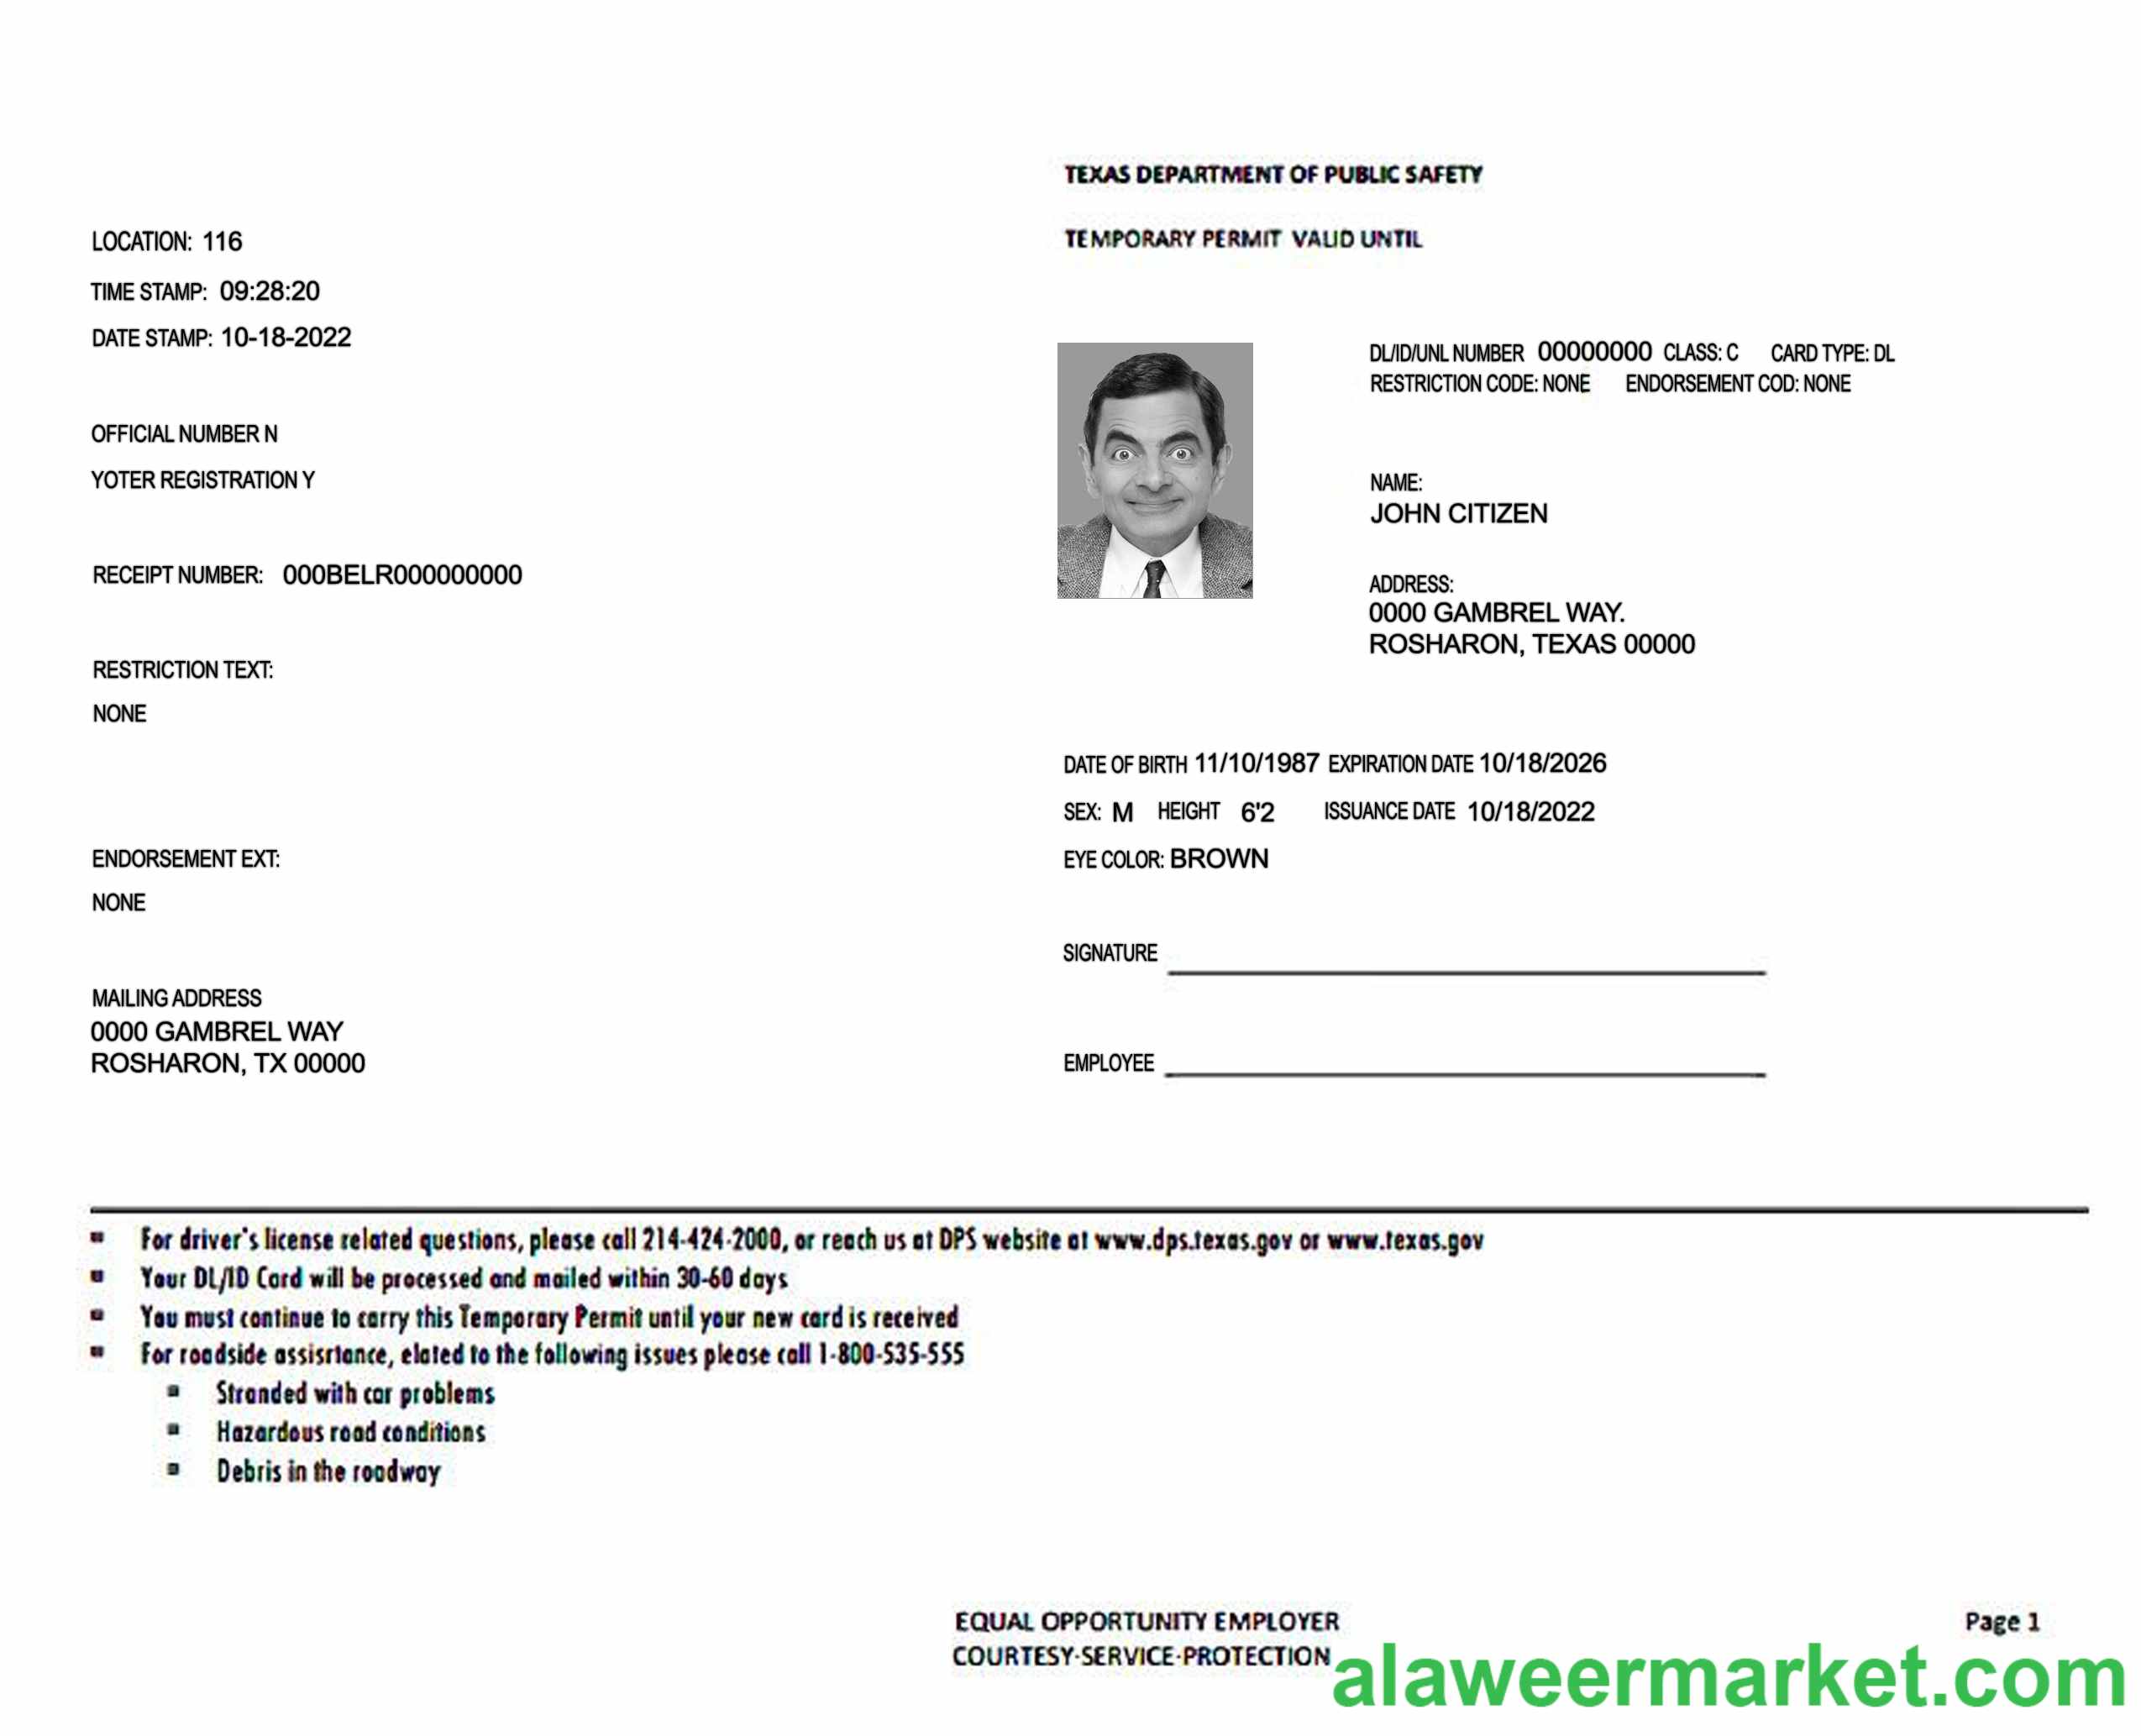 TEXAS DEPARTMENT OF PUBLIC SAFETY
TEMPORARY PERMIT VALID UNTIL
LOCATION: 116
TIME STAMP: 09:28:20
DATE STAMP: 10-18-2022
OFFICIAL NUMBER N
YOTER REGISTRATION Y
RECEIPT NUMBER: 000BELR000000000
RESTRICTION TEXT:
NONE
ENDORSEMENT EXT:
NONE
MAILING ADDRESS
0000 GAMBREL WAY
ROSHARON, TX 00000
DL/ID/UNL NUMBER 00000000 CLASS: C CARD TYPE: DL
RESTRICTION CODE: NONE ENDORSEMENT COD: NONE
NAME:
JOHN CITIZEN
ADDRESS:
0000 GAMBREL WAY.
ROSHARON, TEXAS 00000
DATE OF BIRTH 11/10/1987 EXPIRATION DATE 10/18/2026
SEX: M HEIGHT 6'2 ISSUANCE DATE 10/18/2022
EYE COLOR: BROWN
SIGNATURE
EMPLOYEE
For driver's license related questions, please call 214-424-2000, or reach us at DPS website at www.dps.texas.gov or www.texas.gov
Your DL/ID Card will be processed and mailed within 30-60 days
You must continue to carry this Temporary Permit until your new card is received
For roadside assisrtance, elated to the following issues please call 1-800-535-555
Stranded with car problems
Hazardous road conditions
Debris in the roadway
EQUAL OPPORTUNITY EMPLOYER
COURTESY-SERVICE-PROTECTION
Page 1
alaweermarket.com